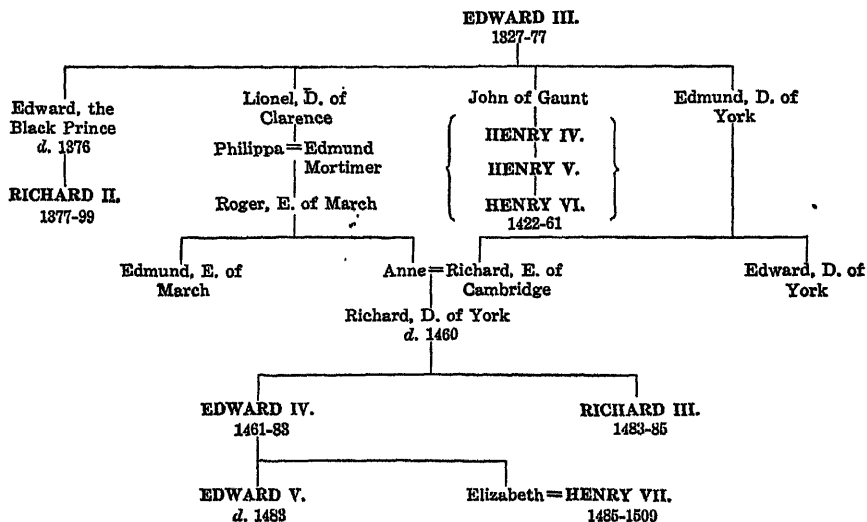 EDWARD III.
1327-77
Edward, the
Black Prince
d. 1376
RICHARD II.
1377-99
Lionel, D. of
Clarence
Philippa = Edmund
Mortimer
Roger, E. of March
John of Gaunt
HENRY IV.
HENRY V.
HENRY VI.
1422-61
Edmund, D. of
York
Edmund, E. of
March
Anne = Richard, E. of
Cambridge
Edward, D. of
York
Richard, D. of York
d. 1460
EDWARD IV.
1461-83
RICHARD III.
1483-85
EDWARD V.
d. 1483
Elizabeth = HENRY VII.
1485-1509